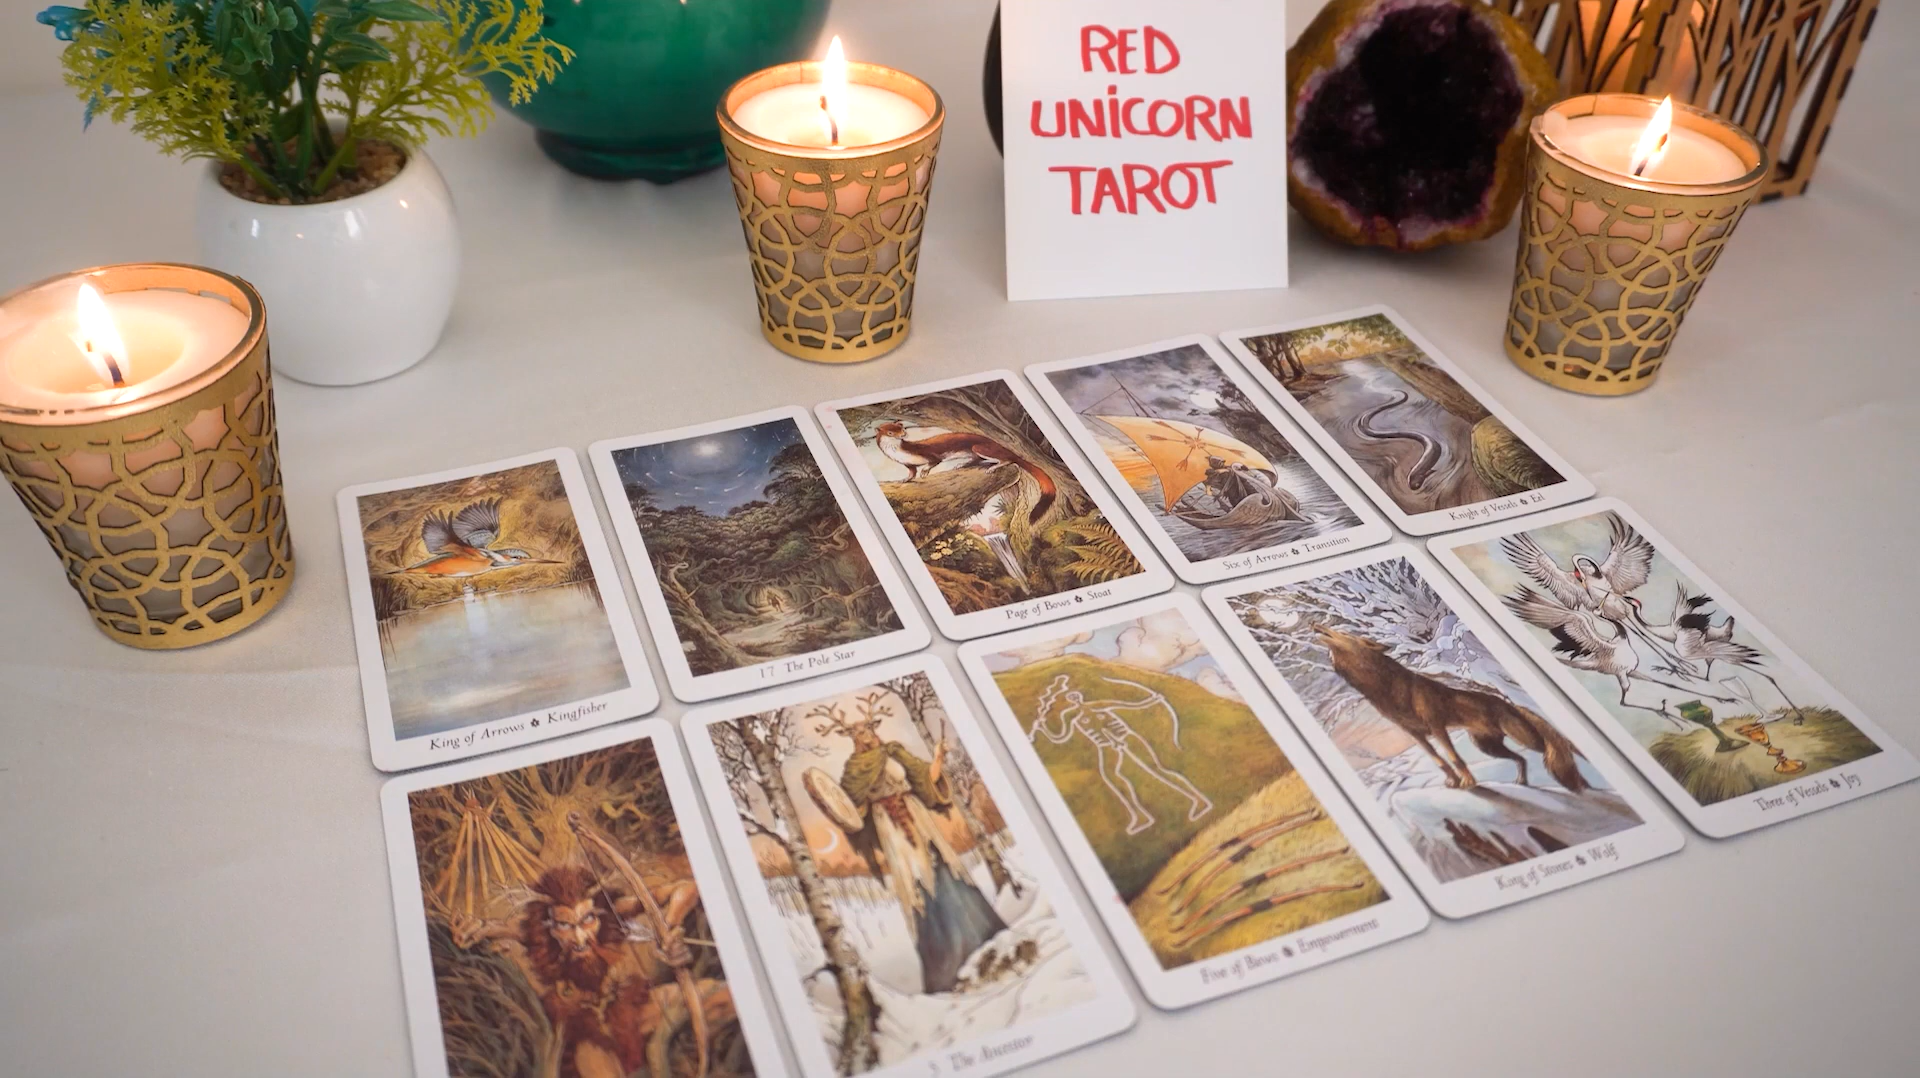 RED
UNiCORN
TAROT
Knight of Vessels Eel
Six of Arrows Transition
Page of Bows Stoat
17 The Pole Star
King of Arrows Kingfisher
Three of Vessels Joy
King of Stones Wolf
Five of Bows Empowerment
5 The Ancestor